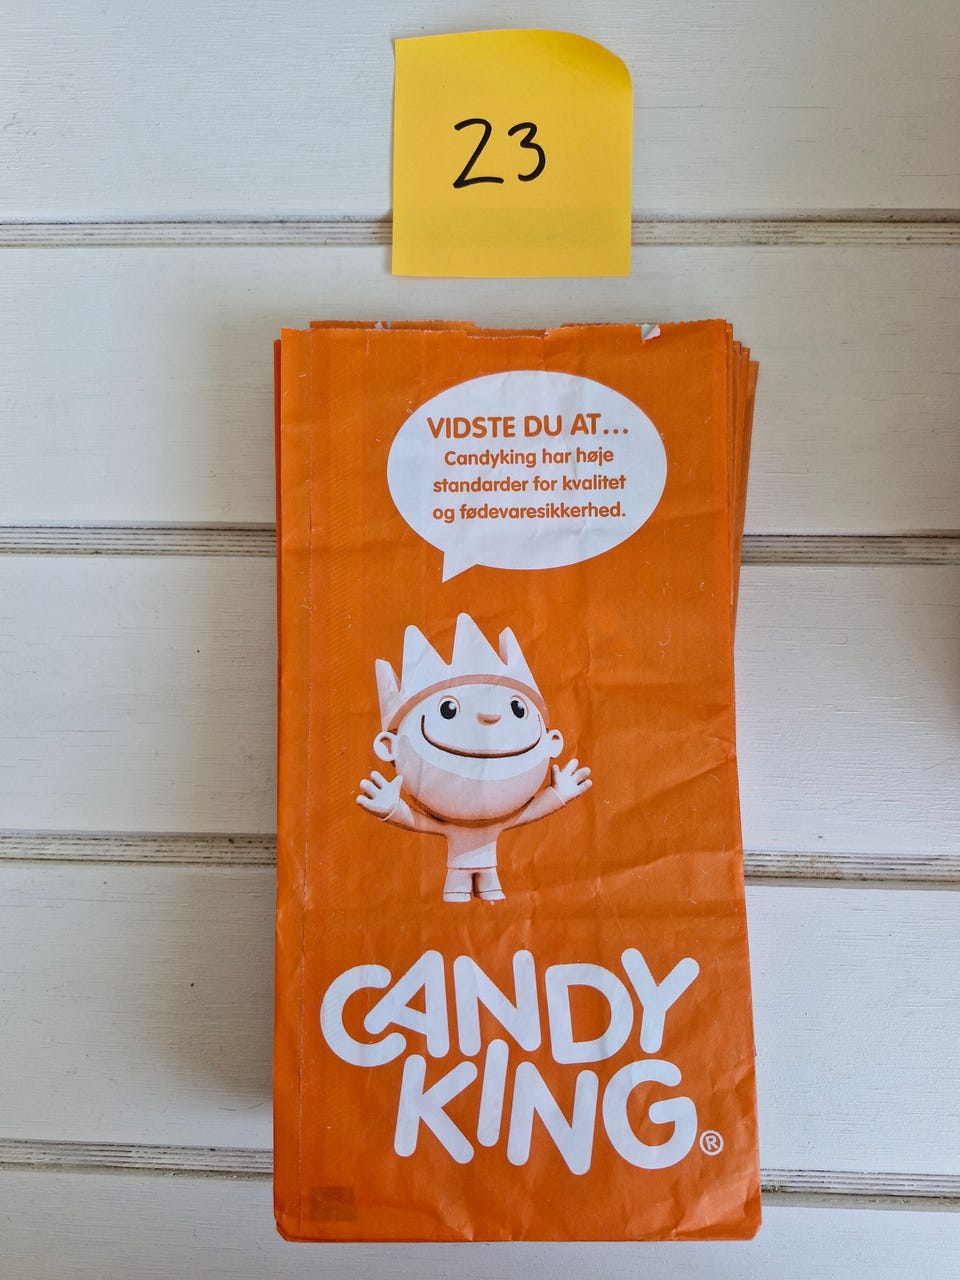 23
VIDSTE DU AT...
Candyking har høje
standarder for kvalitet
og fødevaresikkerhed.
CANDY
KING®